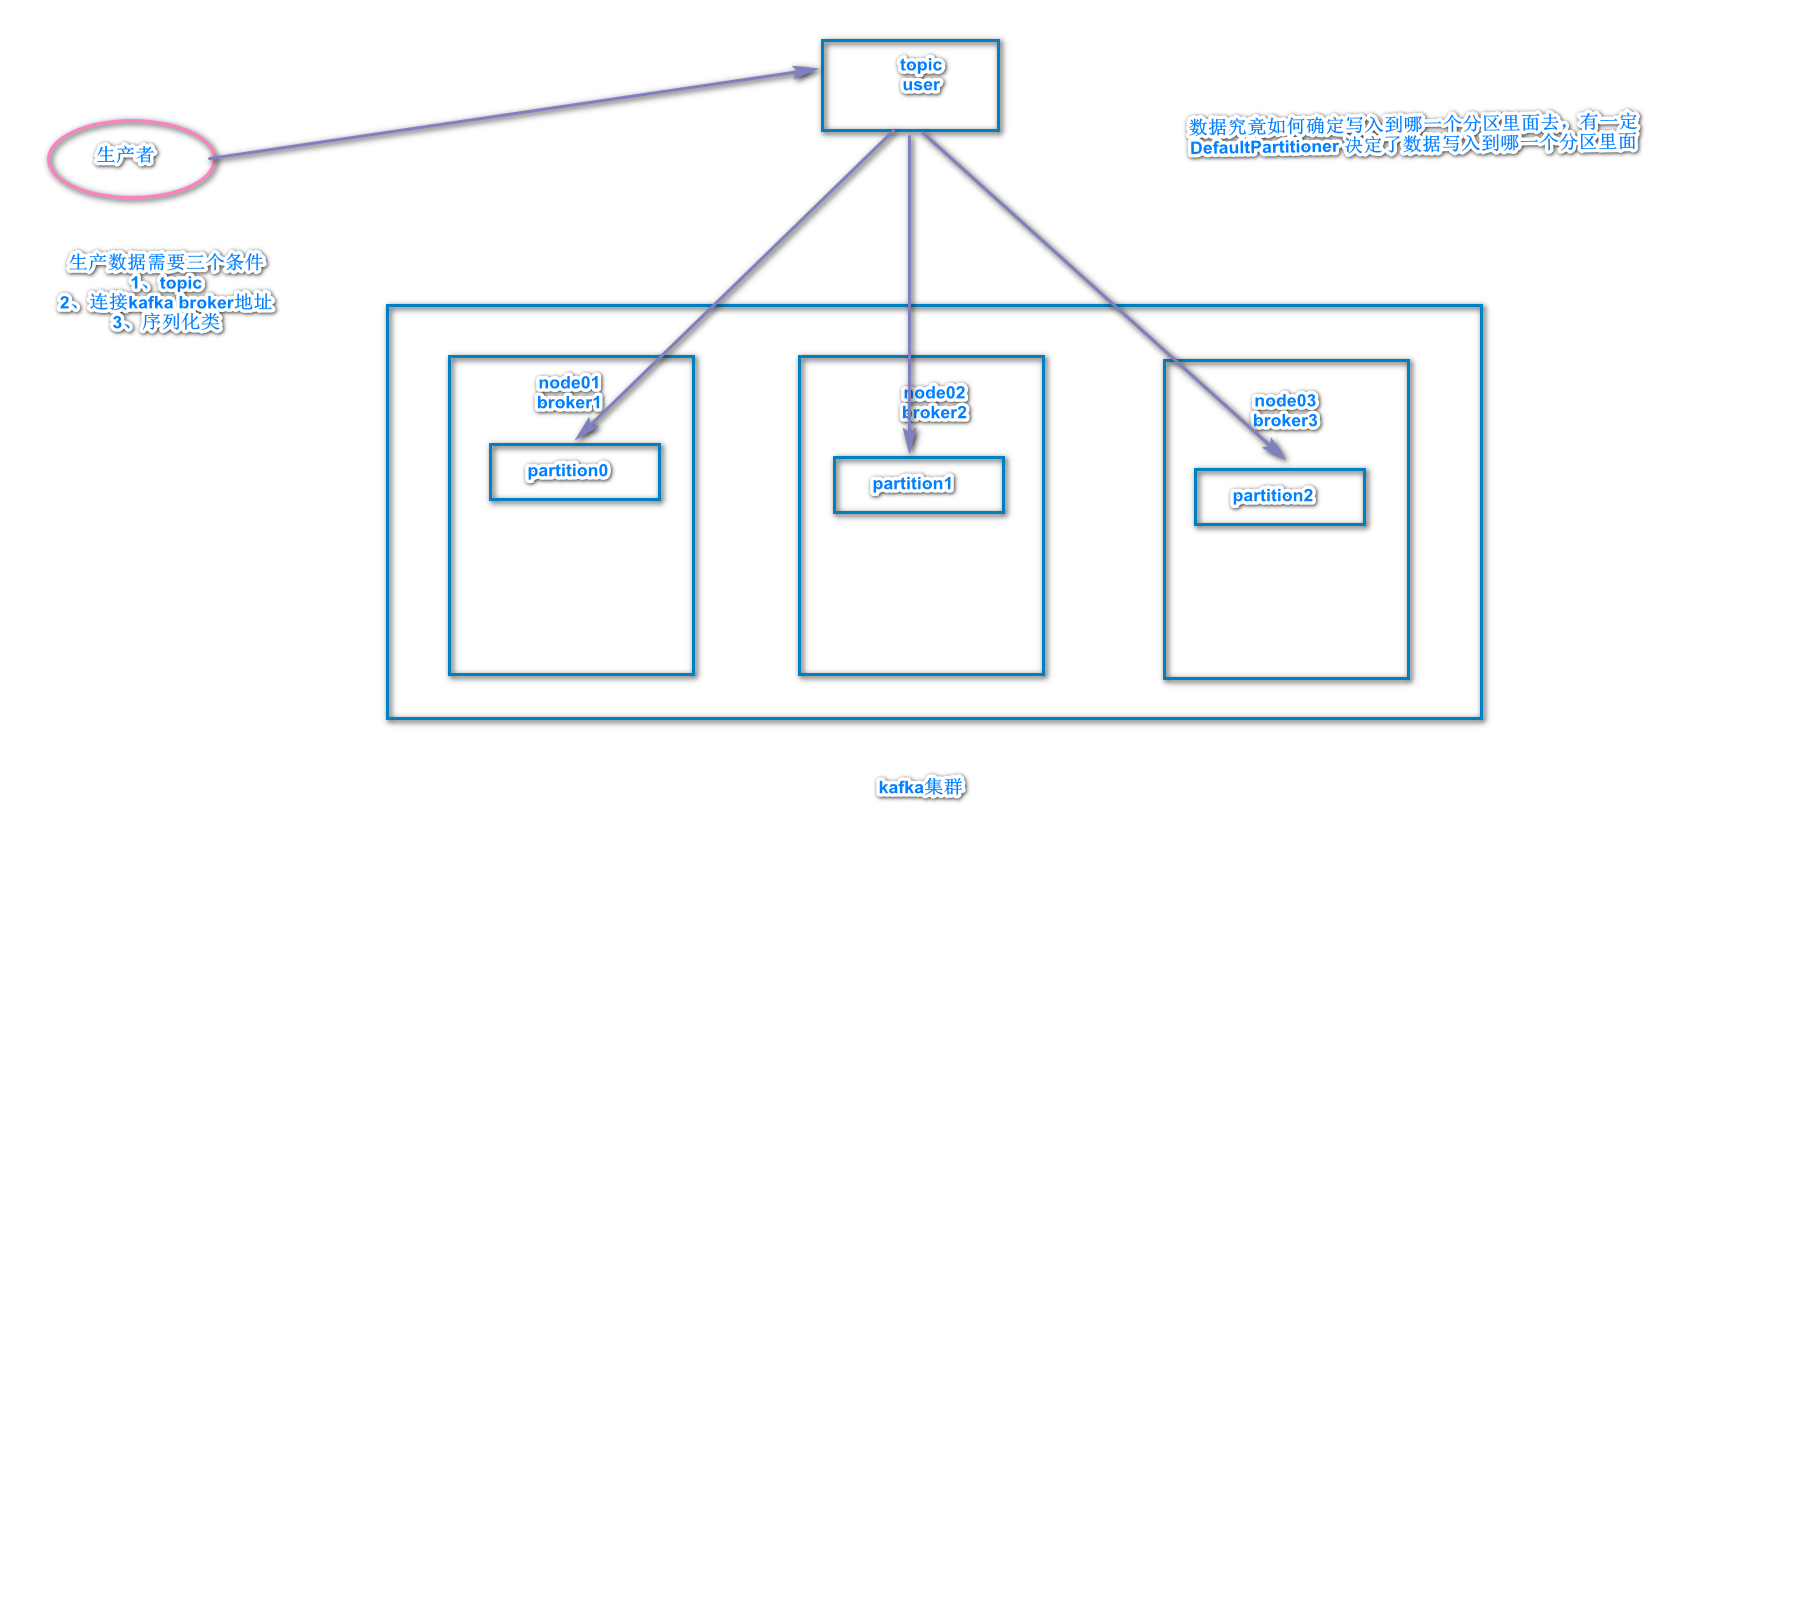 topic
user
生产者
数据究竟如何确定写入到哪一个分区里面去，有一定
DefaultPartitioner 决定了数据写入到哪一个分区里面
生产数据需要三个条件
1、topic
2、连接kafka broker地址
3、序列化类
node01
broker1
partition0
node02
broker2
partition1
node03
broker3
partition2
kafka集群